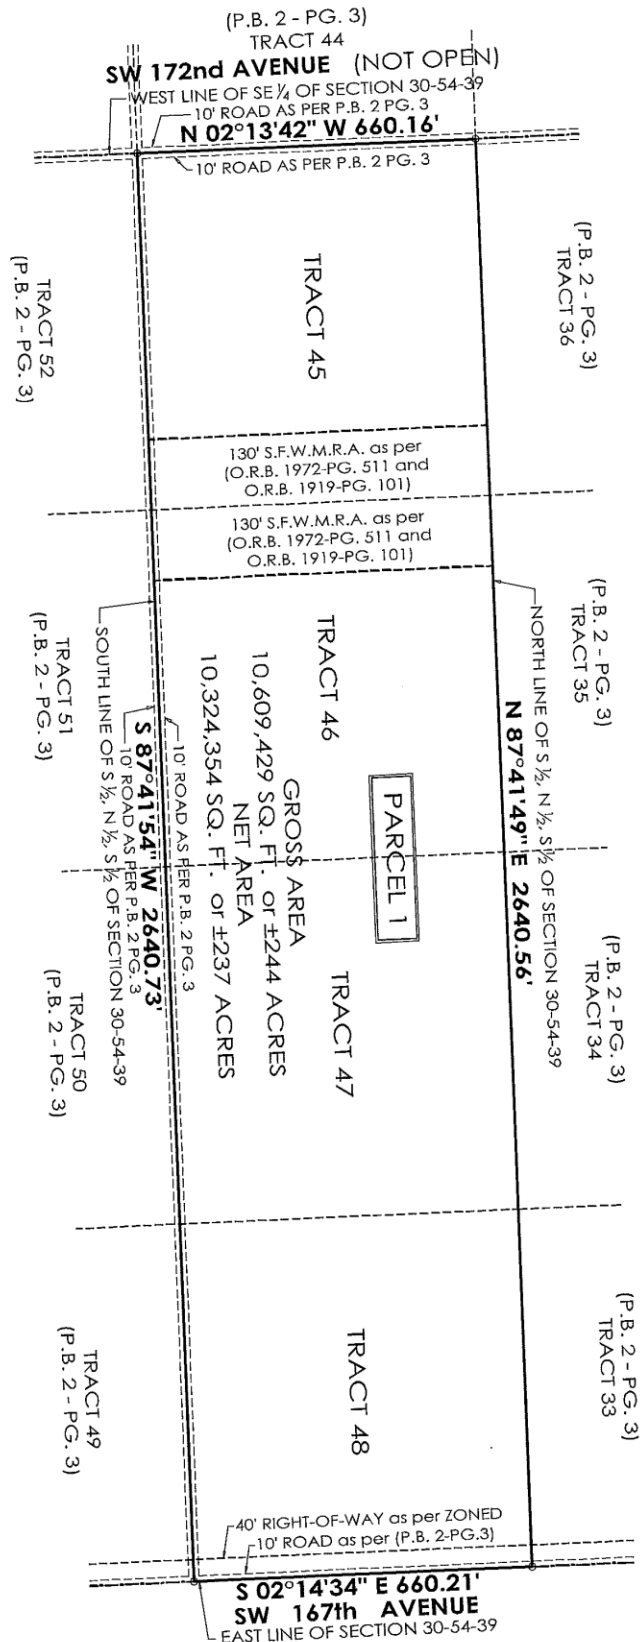 (P.B. 2 - PG. 3)
TRACT 44
SW 172nd AVENUE (NOT OPEN)
WEST LINE OF SE ¼ OF SECTION 30-54-39
10' ROAD AS PER P.B. 2 PG. 3
N 02°13'42" W 660.16'
10' ROAD AS PER P.B. 2 PG. 3
(P.B. 2 - PG. 3)
TRACT 36
TRACT 45
TRACT 52
(P.B. 2 - PG. 3)
130' S.F.W.M.R.A. as per
(O.R.B. 1972-PG. 511 and
O.R.B. 1919-PG. 101)
130' S.F.W.M.R.A. as per
(O.R.B. 1972-PG. 511 and
O.R.B. 1919-PG. 101)
(P.B. 2 - PG. 3)
TRACT 35
NORTH LINE OF S ½, N ½, S ½ OF SECTION 30-54-39
N 87°41'49" E 2640.56'
TRACT 46
PARCEL 1
GROSS AREA
10,609,429 SQ. FT. or ±244 ACRES
NET AREA
10,324,354 SQ. FT. or ±237 ACRES
10' ROAD AS PER P.B. 2 PG. 3
S 87°41'54" W 2640.73'
10' ROAD AS PER P.B. 2 PG. 3
SOUTH LINE OF S ½, N ½, S ½ OF SECTION 30-54-39
TRACT 51
(P.B. 2 - PG. 3)
(P.B. 2 - PG. 3)
TRACT 34
TRACT 47
TRACT 50
(P.B. 2 - PG. 3)
(P.B. 2 - PG. 3)
TRACT 33
TRACT 48
TRACT 49
(P.B. 2 - PG. 3)
40' RIGHT-OF-WAY as per ZONED
10' ROAD as per (P.B. 2-PG.3)
S 02°14'34" E 660.21'
SW 167th AVENUE
EAST LINE OF SECTION 30-54-39